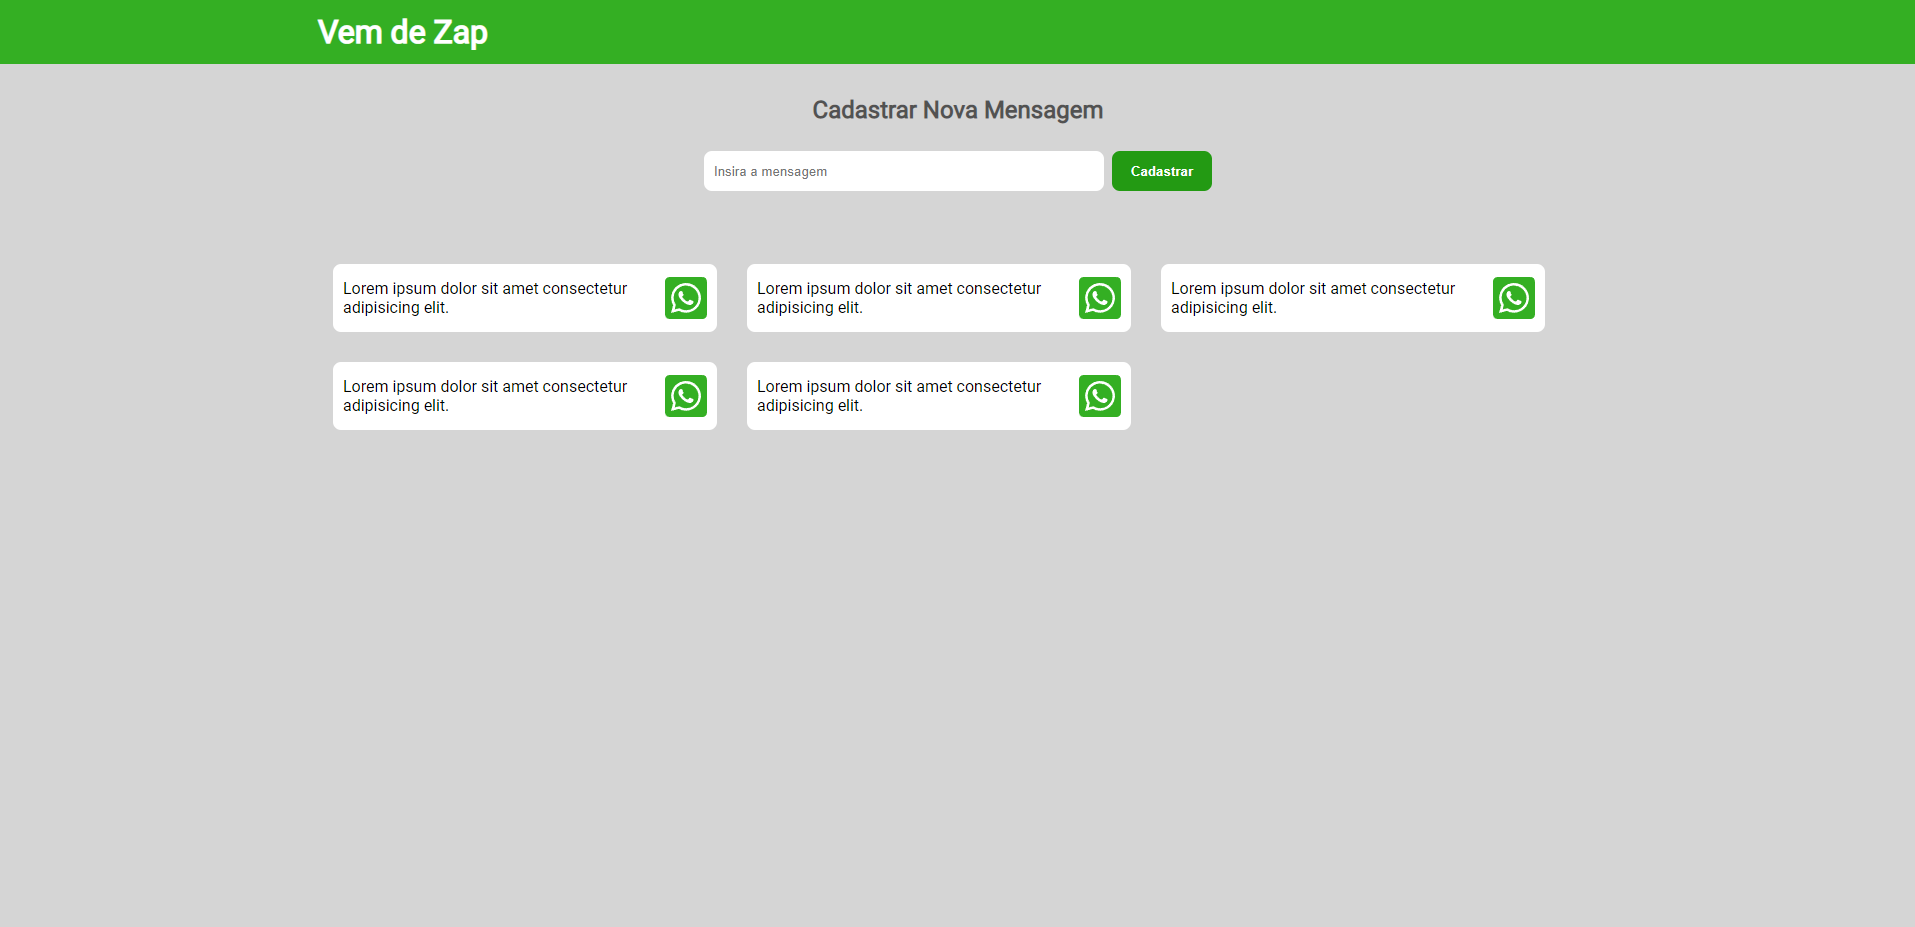 Vem de Zap
Cadastrar Nova Mensagem
Insira a mensagem
Cadastrar
Lorem ipsum dolor sit amet consectetur
adipisicing elit.
Lorem ipsum dolor sit amet consectetur
adipisicing elit.
Lorem ipsum dolor sit amet consectetur
adipisicing elit.
Lorem ipsum dolor sit amet consectetur
adipisicing elit.
Lorem ipsum dolor sit amet consectetur
adipisicing elit.